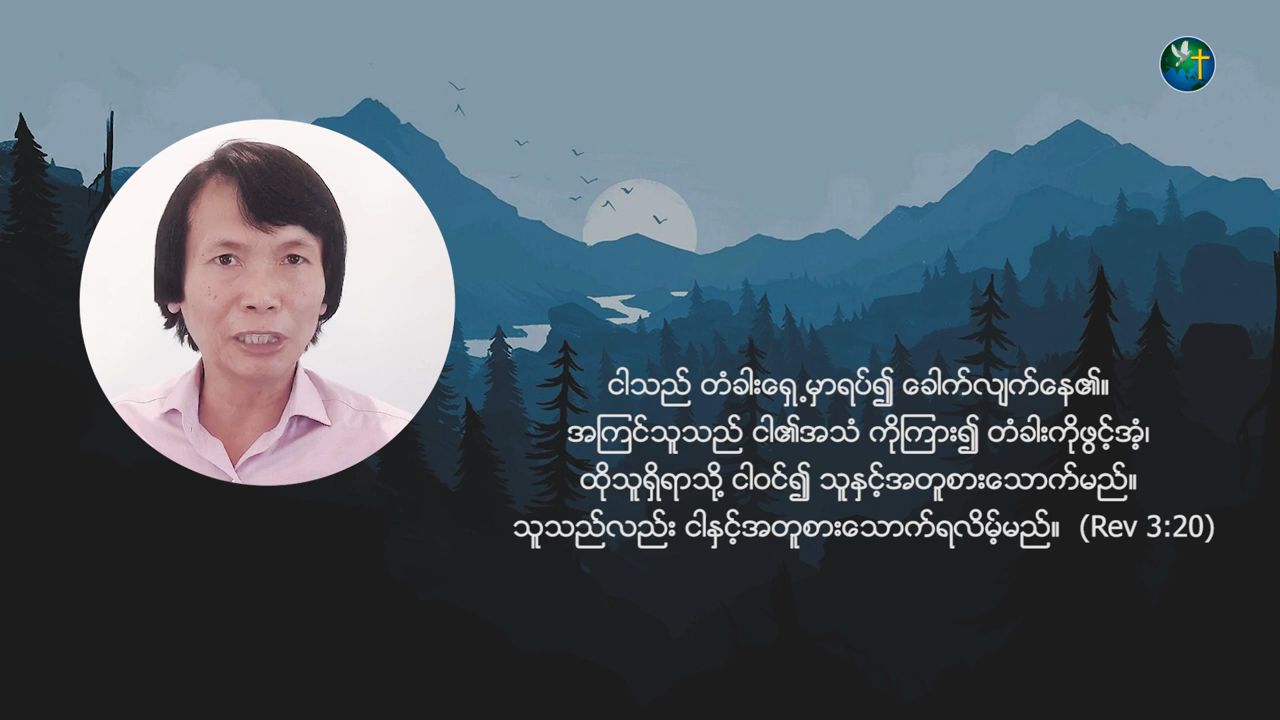 ငါသည် တံခါးရှေ့မှာရပ်၍ ခေါက်လျက်နေ၏။
အကြင်သူသည် ငါ၏အသံ ကိုကြား၍ တံခါးကိုဖွင့်အံ့၊
ထိုသူရှိရာသို့ ငါဝင်၍ သူနှင့်အတူစားသောက်မည်။
သူသည်လည်း ငါနှင့်အတူစားသောက်ရလိမ့်မည်။ (Rev 3:20)